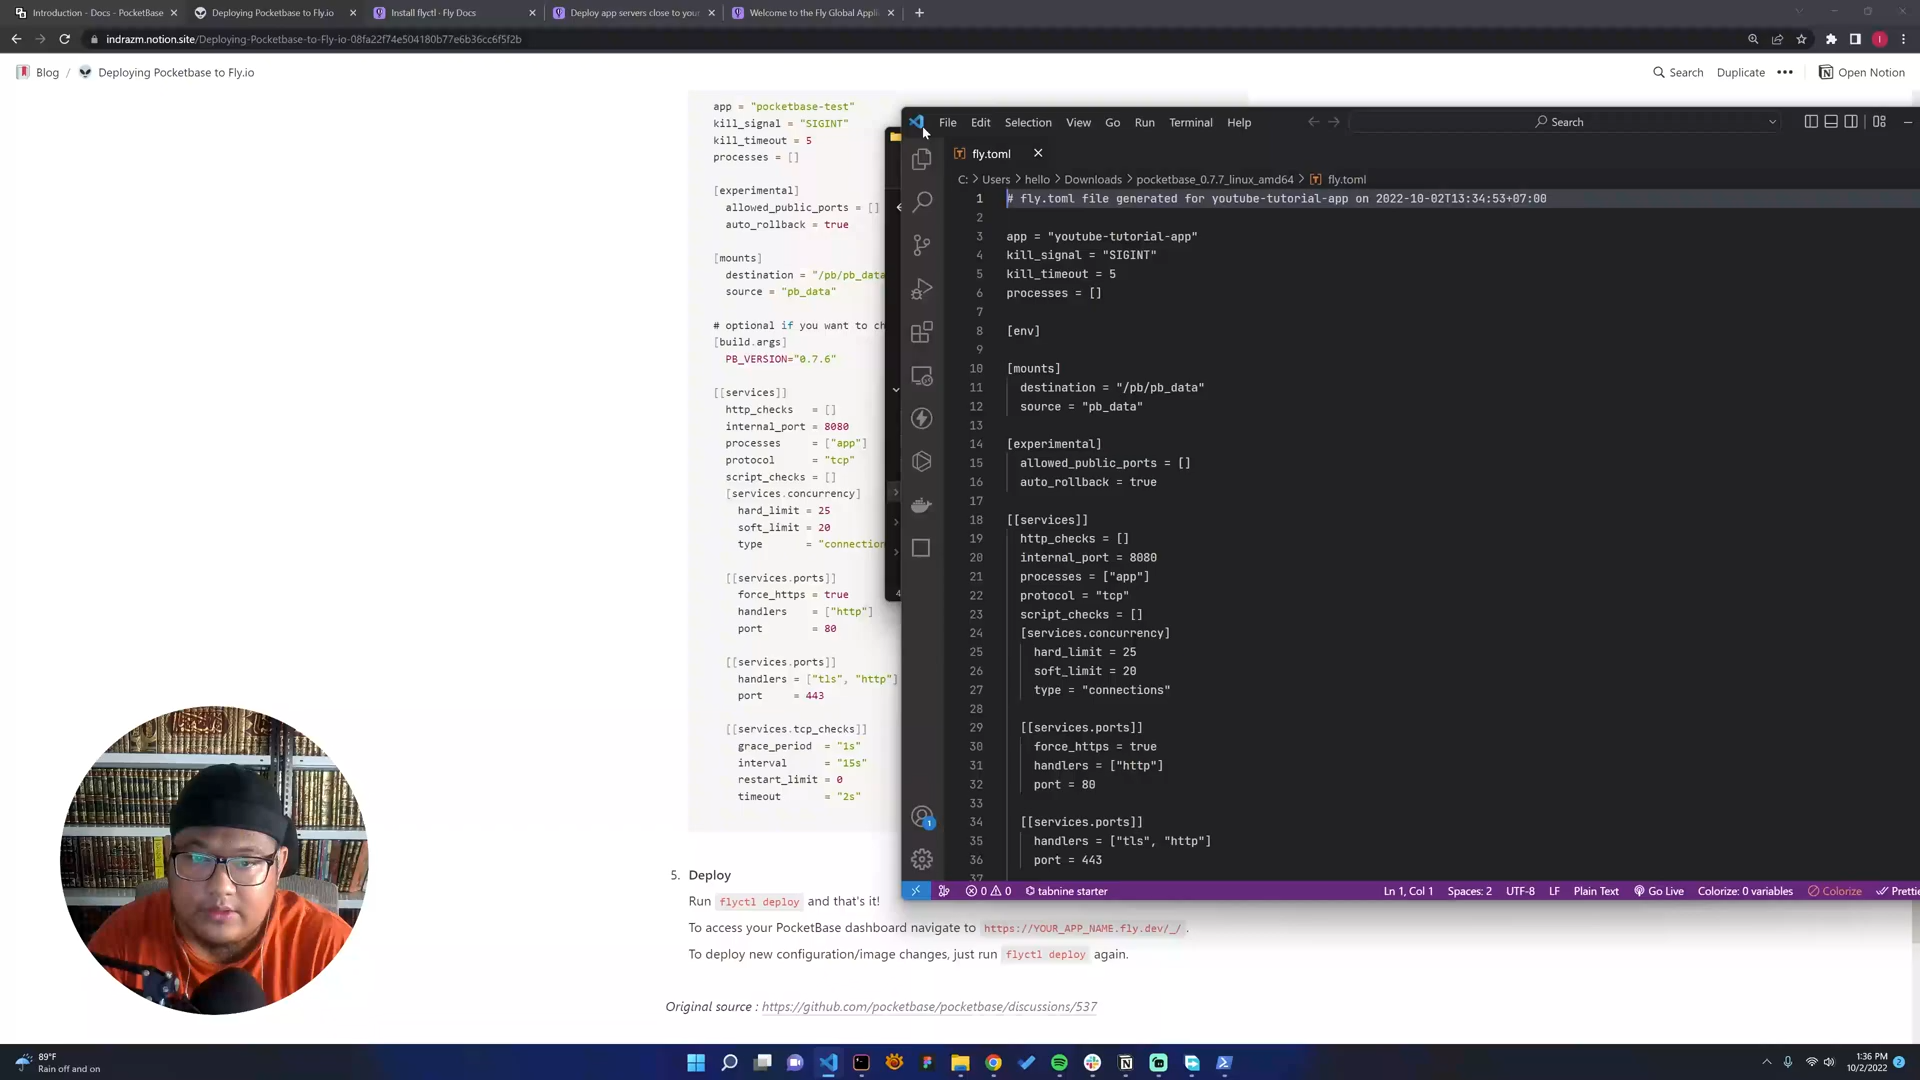 Introduction - Docs - PocketBase
Deploying Pocketbase to Fly.io
Install flyctl · Fly Docs
Deploy app servers close to your
Welcome to the Fly Global Appli
indrazm.notion.site/Deploying-Pocketbase-to-Fly-io-08fa22f74e504180b77e6b36cc6f5f2b
Blog / Deploying Pocketbase to Fly.io
Search Duplicate ••• Open Notion
app = "pocketbase-test"
kill_signal = "SIGINT"
kill_timeout = 5
processes = []
[experimental]
allowed_public_ports = []
auto_rollback = true
[mounts]
destination = "/pb/pb_data
source = "pb_data"
# optional if you want to ch
[build.args]
PB_VERSION="0.7.6"
[[services]]
http_checks = []
internal_port = 8080
processes = ["app"]
protocol = "tcp"
script_checks = []
[services.concurrency]
hard_limit = 25
soft_limit = 20
type = "connection
[[services.ports]]
force_https = true
handlers = ["http"]
port = 80
[[services.ports]]
handlers = ["tls", "http"]
port = 443
[[services.tcp_checks]]
grace_period = "1s"
interval = "15s"
restart_limit = 0
timeout = "2s"
5. Deploy
Run flyctl deploy and that's it!
To access your PocketBase dashboard navigate to https://YOUR_APP_NAME.fly.dev/_/ .
To deploy new configuration/image changes, just run flyctl deploy again.
Original source : https://github.com/pocketbase/pocketbase/discussions/537
File Edit Selection View Go Run Terminal Help
Search
fly.toml
C: > Users > hello > Downloads > pocketbase_0.7.7_linux_amd64 > fly.toml
1 # fly.toml file generated for youtube-tutorial-app on 2022-10-02T13:34:53+07:00
2
3 app = "youtube-tutorial-app"
4 kill_signal = "SIGINT"
5 kill_timeout = 5
6 processes = []
7
8 [env]
9
10 [mounts]
11 destination = "/pb/pb_data"
12 source = "pb_data"
13
14 [experimental]
15 allowed_public_ports = []
16 auto_rollback = true
17
18 [[services]]
19 http_checks = []
20 internal_port = 8080
21 processes = ["app"]
22 protocol = "tcp"
23 script_checks = []
24 [services.concurrency]
25 hard_limit = 25
26 soft_limit = 20
27 type = "connections"
28
29 [[services.ports]]
30 force_https = true
31 handlers = ["http"]
32 port = 80
33
34 [[services.ports]]
35 handlers = ["tls", "http"]
36 port = 443
37
4
1
0 0 tabnine starter
Ln 1, Col 1 Spaces: 2 UTF-8 LF Plain Text Go Live Colorize: 0 variables Colorize Prettie
89°F
Rain off and on
1:36 PM
10/2/2022
2